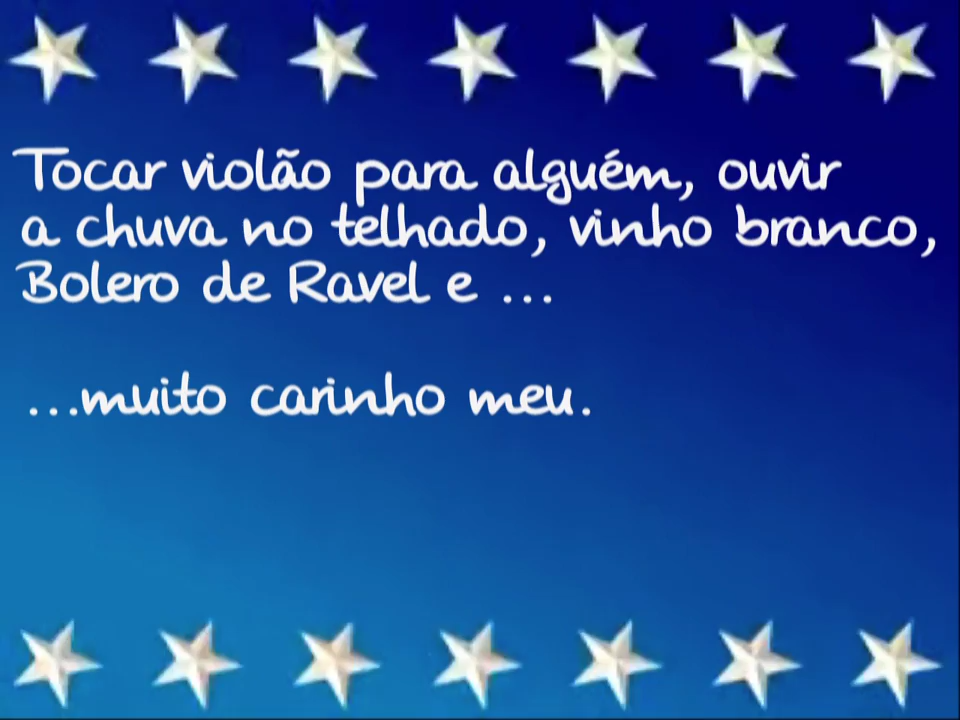 Tocar violão para alguém, ouvir
a chuva no telhado, vinho branco,
Bolero de Ravel e ...
...muito carinho meu.